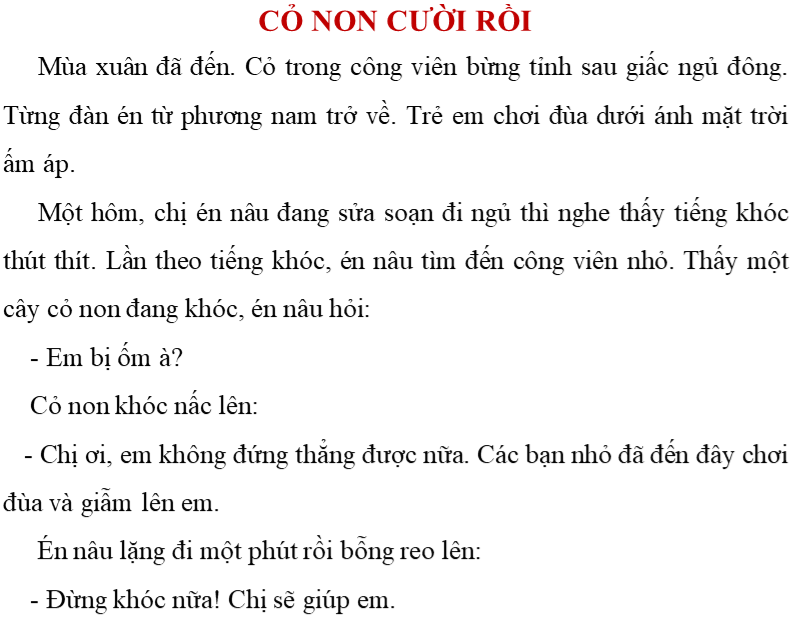 CỎ NON CƯỜI RỒI
Mùa xuân đã đến. Cỏ trong công viên bừng tỉnh sau giấc ngủ đông.
Từng đàn én từ phương nam trở về. Trẻ em chơi đùa dưới ánh mặt trời
ấm áp.
Một hôm, chị én nâu đang sửa soạn đi ngủ thì nghe thấy tiếng khóc
thút thít. Lần theo tiếng khóc, én nâu tìm đến công viên nhỏ. Thấy một
cây cỏ non đang khóc, én nâu hỏi:
- Em bị ốm à?
Cỏ non khóc nấc lên:
- Chị ơi, em không đứng thẳng được nữa. Các bạn nhỏ đã đến đây chơi
đùa và giẫm lên em.
Én nâu lặng đi một phút rồi bỗng reo lên:
- Đừng khóc nữa! Chị sẽ giúp em.